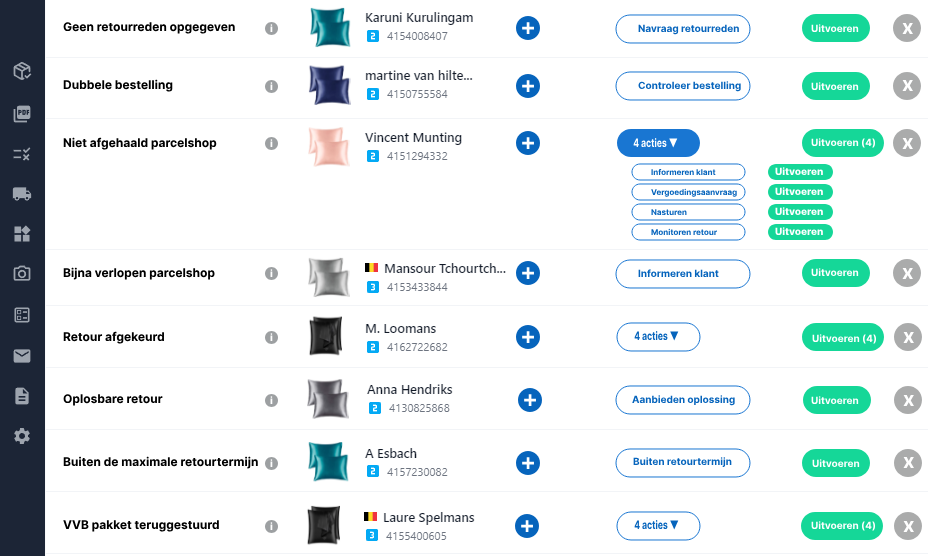 Geen retourreden opgegeven i Karuni Kurulingam Navraag retourreden Uitvoeren X
2 4154008407
Dubbele bestelling i martine van hilte... Controleer bestelling Uitvoeren X
2 4150755584
Niet afgehaald parcelshop i Vincent Munting 4 acties ▼ Uitvoeren (4) X
2 4151294332
Informeren klant Uitvoeren
Vergoedingsaanvraag Uitvoeren
Nasturen Uitvoeren
Monitoren retour Uitvoeren
Bijna verlopen parcelshop i Mansour Tchourtch... Informeren klant Uitvoeren X
3 4153433844
Retour afgekeurd i M. Loomans 4 acties ▼ Uitvoeren (4) X
2 4162722682
Oplosbare retour i Anna Hendriks Aanbieden oplossing Uitvoeren X
2 4130825868
Buiten de maximale retourtermijn i A Esbach Buiten retourtermijn Uitvoeren X
2 4157230082
VVB pakket teruggestuurd i Laure Spelmans 4 acties ▼ Uitvoeren (4) X
3 4155400605
PDF